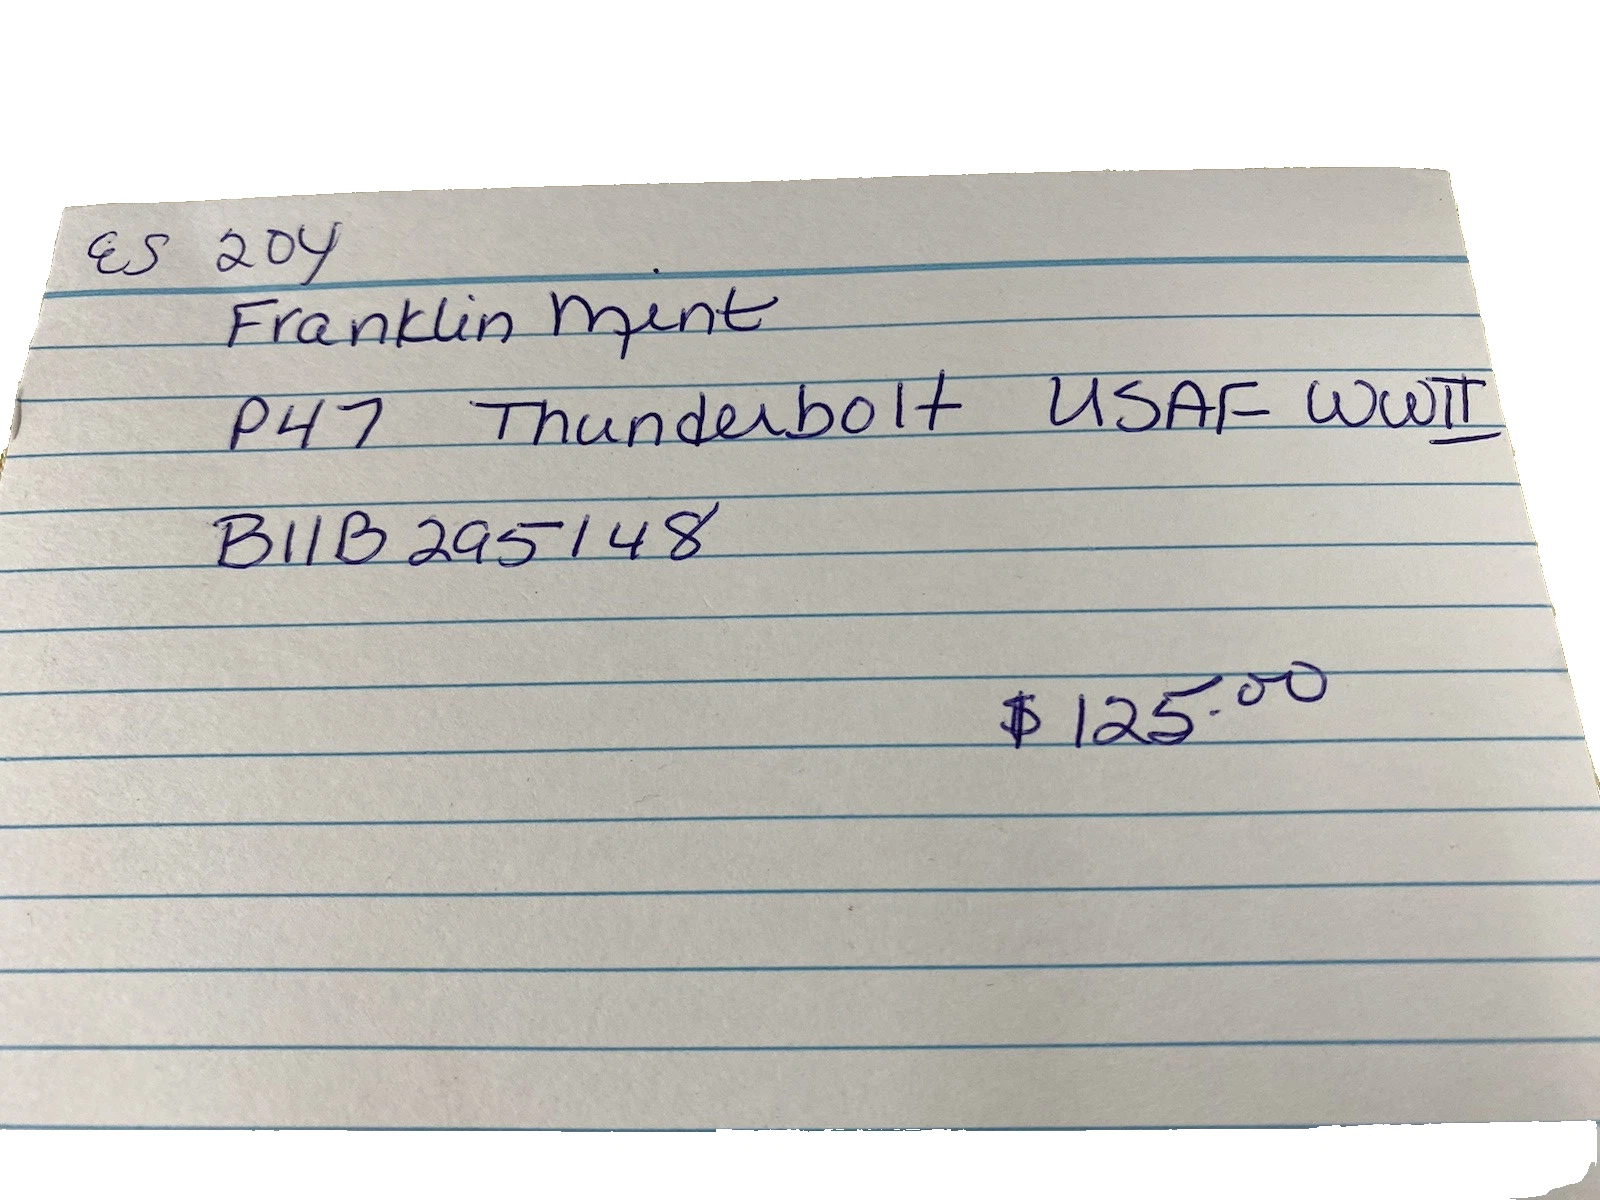 ES 204
Franklin Mint
P47 Thunderbolt USAF WWII
B11B295148
$125.00